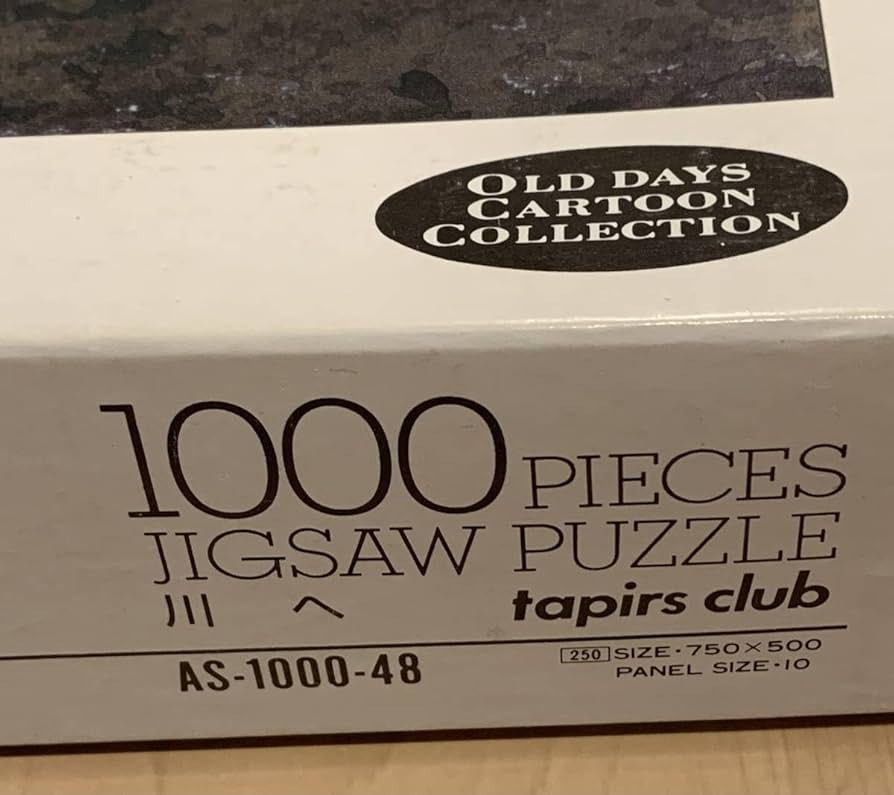 OLD DAYS
CARTOON
COLLECTION
1000 PIECES
JIGSAW PUZZLE
川へ tapirs club
AS-1000-48
250 SIZE・750×500
PANEL SIZE・10